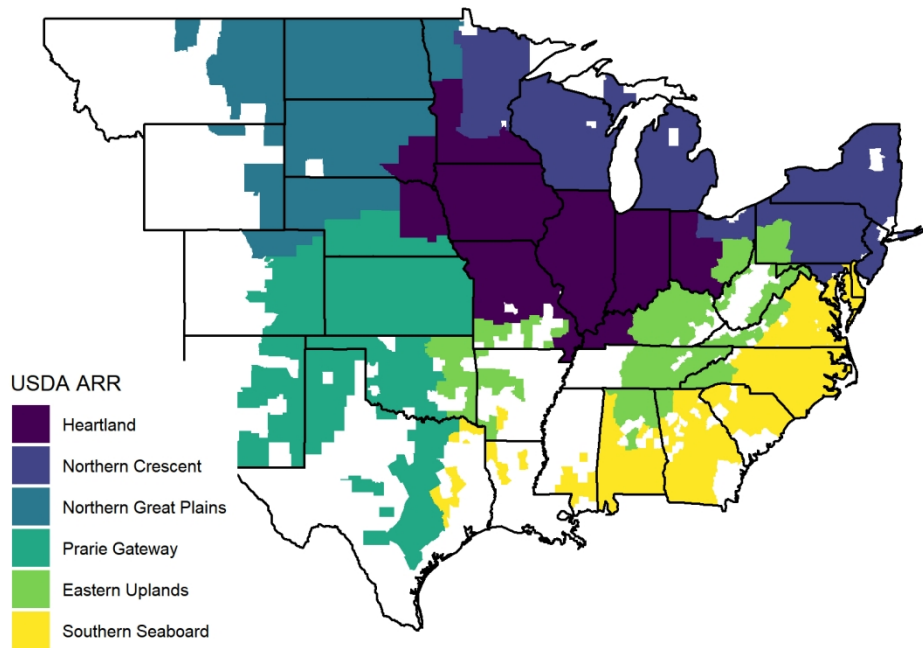 USDA ARR
Heartland
Northern Crescent
Northern Great Plains
Prarie Gateway
Eastern Uplands
Southern Seaboard